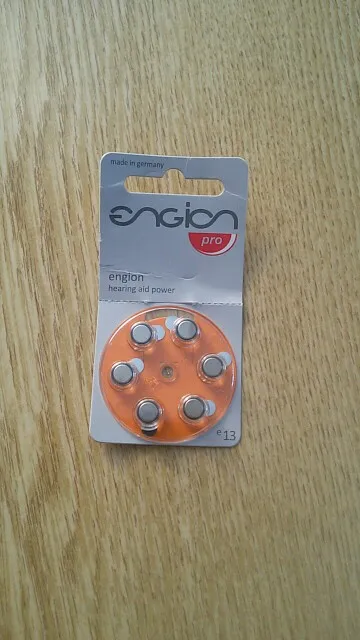 made in germany
engion
pro
engion
hearing aid power
e13